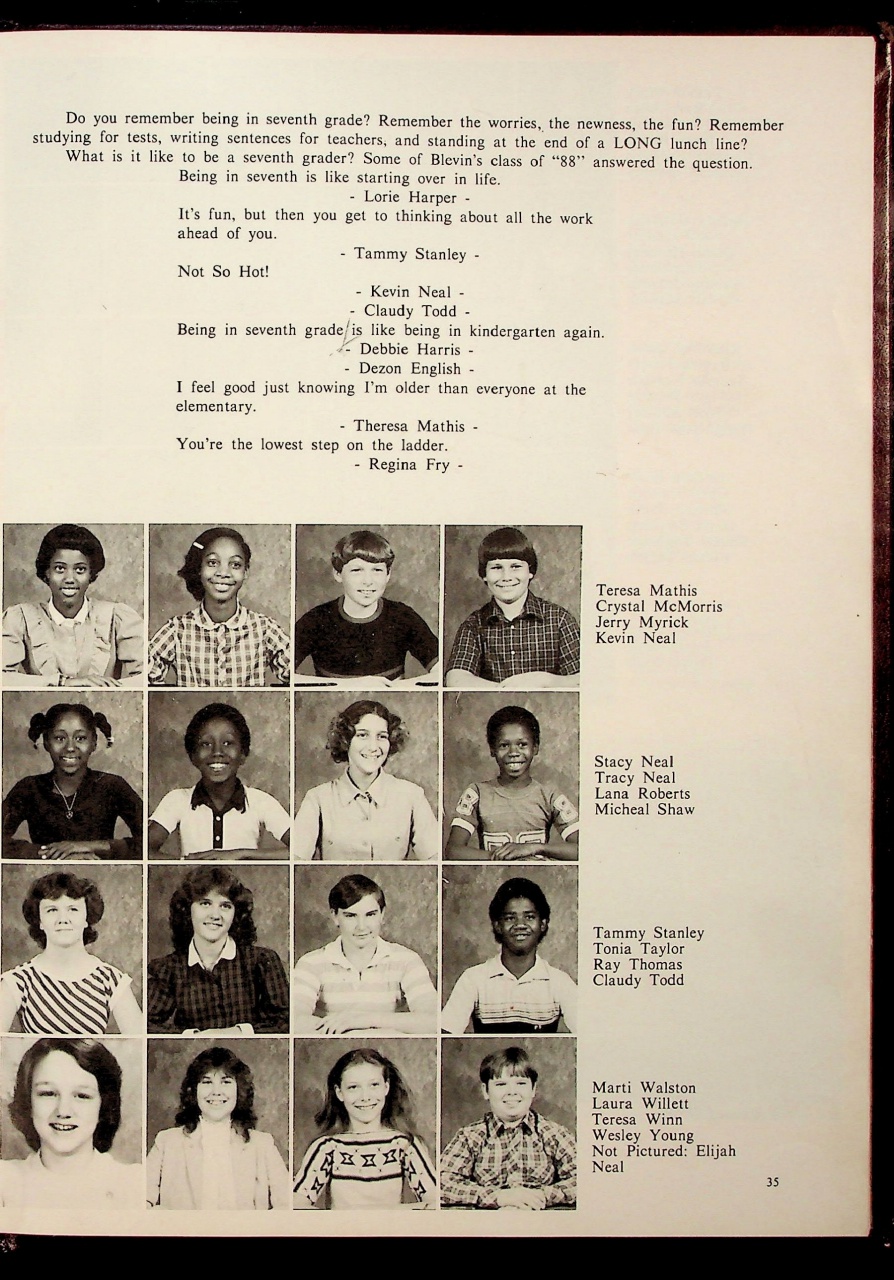 Do you remember being in seventh grade? Remember the worries, the newness, the fun? Remember
studying for tests, writing sentences for teachers, and standing at the end of a LONG lunch line?
What is it like to be a seventh grader? Some of Blevin's class of "88" answered the question.
Being in seventh is like starting over in life.
- Lorie Harper -
It's fun, but then you get to thinking about all the work
ahead of you.
- Tammy Stanley -
Not So Hot!
- Kevin Neal -
- Claudy Todd -
Being in seventh grade is like being in kindergarten again.
- Debbie Harris -
- Dezon English -
I feel good just knowing I'm older than everyone at the
elementary.
- Theresa Mathis -
You're the lowest step on the ladder.
- Regina Fry -
Teresa Mathis
Crystal McMorris
Jerry Myrick
Kevin Neal
Stacy Neal
Tracy Neal
Lana Roberts
Micheal Shaw
Tammy Stanley
Tonia Taylor
Ray Thomas
Claudy Todd
Marti Walston
Laura Willett
Teresa Winn
Wesley Young
Not Pictured: Elijah
Neal
35